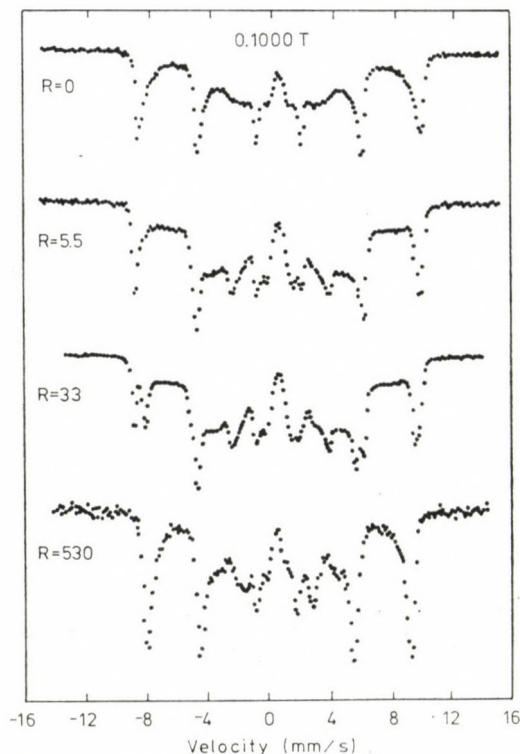 0.1000 T
R=0
R=5.5
R=33
R=530
-16 -12 -8 -4 0 4 8 12 16
Velocity (mm/s)